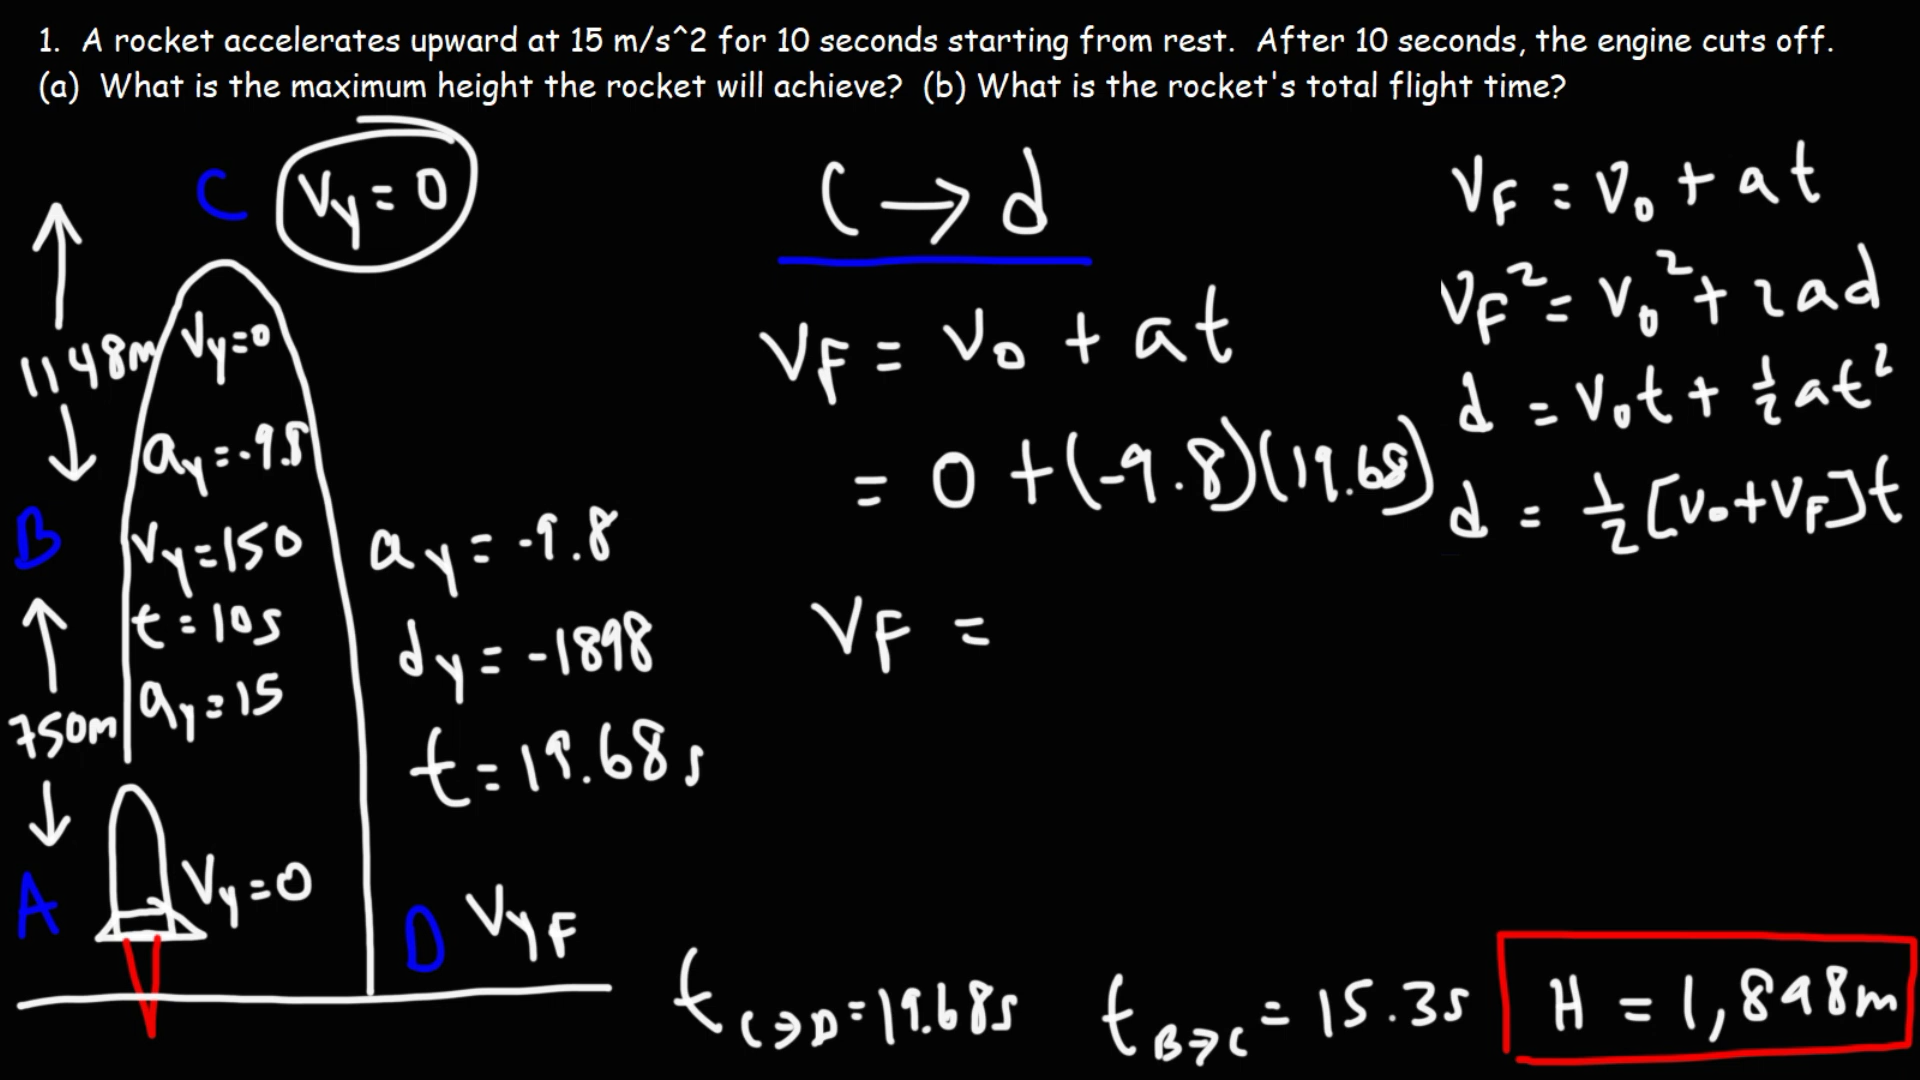 1. A rocket accelerates upward at 15 m/s^2 for 10 seconds starting from rest. After 10 seconds, the engine cuts off.
(a) What is the maximum height the rocket will achieve? (b) What is the rocket's total flight time?
C Vy = 0
Vy=0
1148m
ay=-9.8
B
Vy=150
t=10s
ay=15
750m
A
Vy=0
ay=-9.8
dy=-1898
t=19.68s
D VyF
C→d
VF = V0 + at
= 0 + (-9.8)(19.68)
VF =
VF = V0 + at
VF² = V0² + 2ad
d = V0t + ½at²
d = ½[V0+VF]t
tC→D=19.68s
tB→C = 15.3s
H = 1,898m